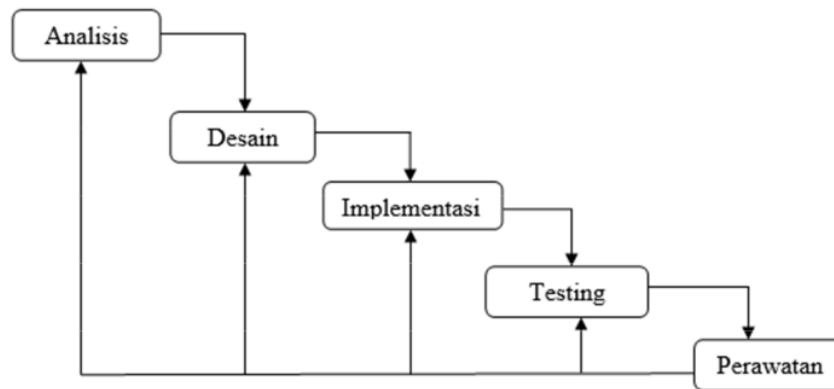 Analisis
Desain
Implementasi
Testing
Perawatan